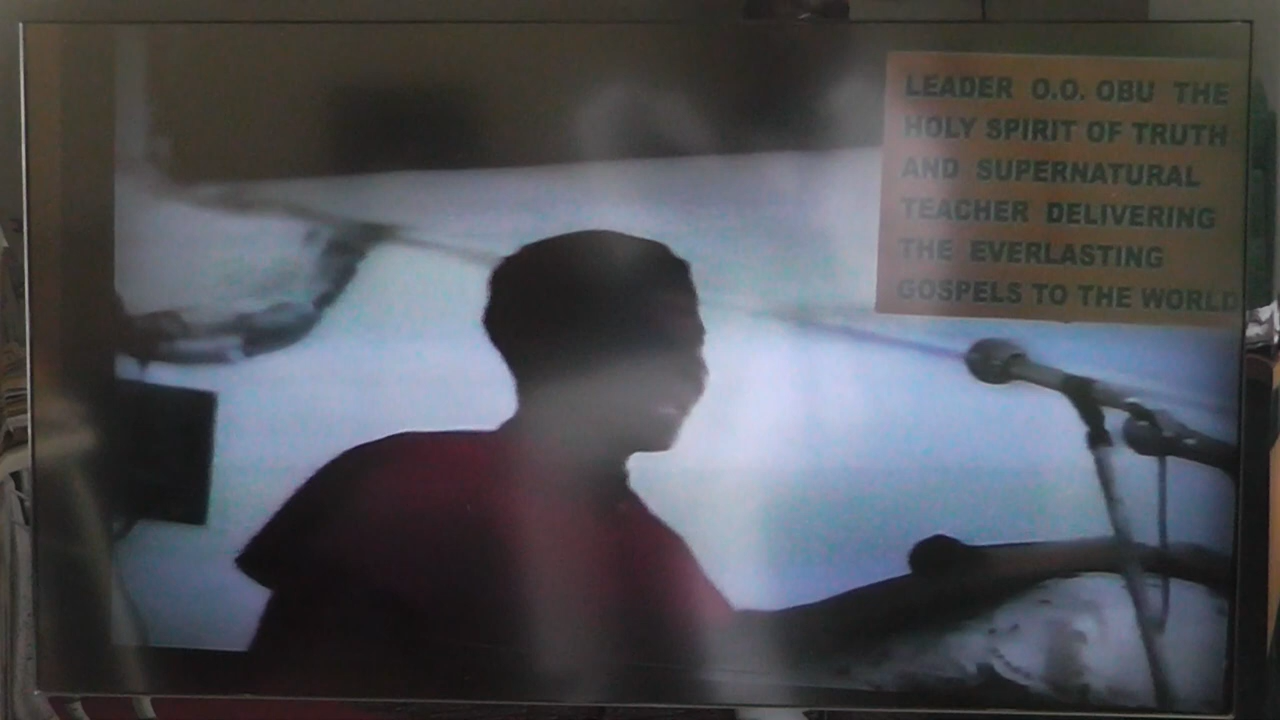 LEADER O.O. OBU THE
HOLY SPIRIT OF TRUTH
AND SUPERNATURAL
TEACHER DELIVERING
THE EVERLASTING
GOSPELS TO THE WORLD